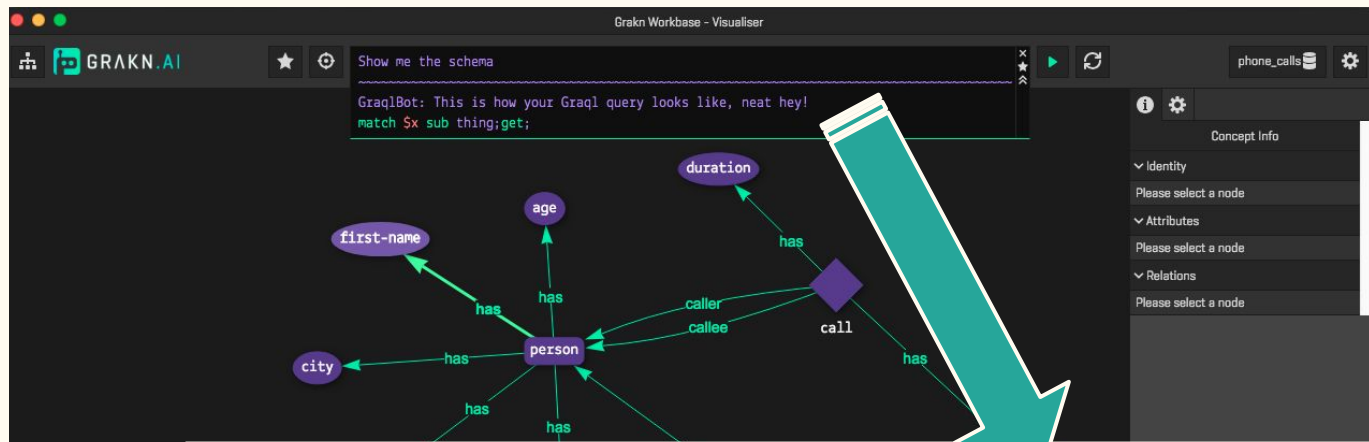 Grakn Workbase - Visualiser
GRAKN.AI
Show me the schema
GraqlBot: This is how your Graql query looks like, neat hey!
match $x sub thing;get;
phone_calls
Concept Info
Identity
Please select a node
Attributes
Please select a node
Relations
Please select a node
duration
age
first-name
has
has
has
caller
callee
call
person
has
has
city
has
has